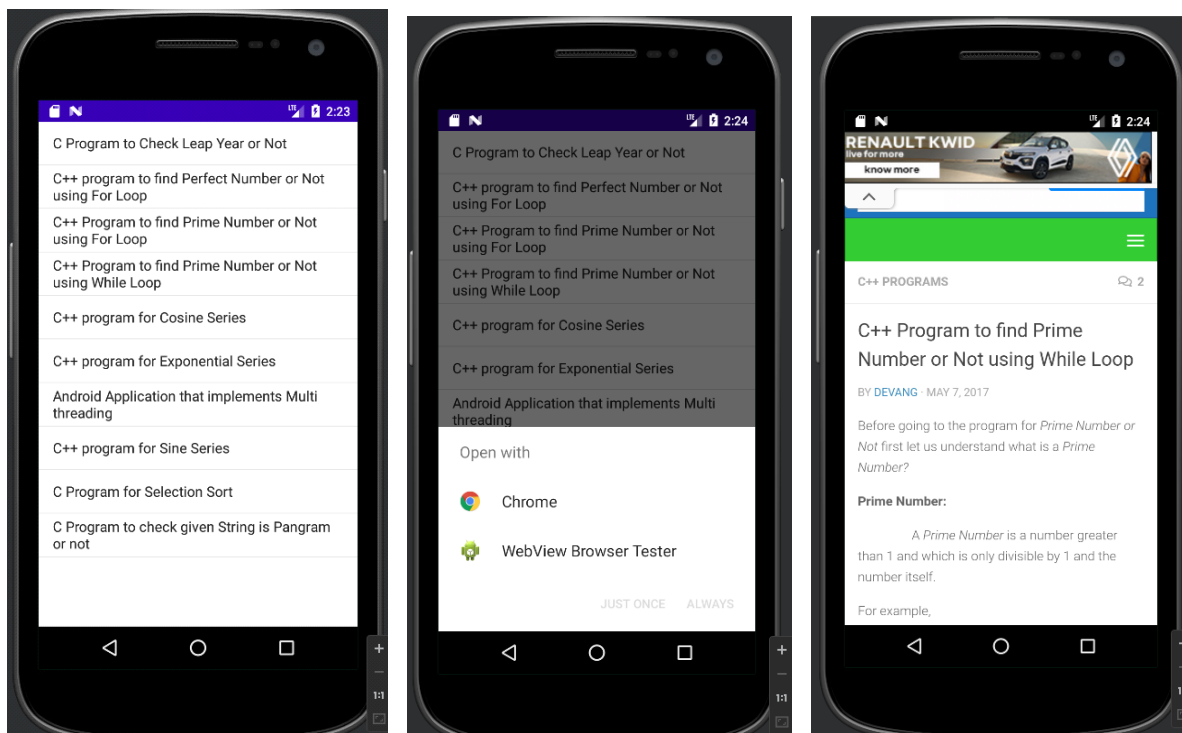 LTE 2:23
C Program to Check Leap Year or Not
C++ program to find Perfect Number or Not
using For Loop
C++ Program to find Prime Number or Not
using For Loop
C++ Program to find Prime Number or Not
using While Loop
C++ program for Cosine Series
C++ program for Exponential Series
Android Application that implements Multi
threading
C++ program for Sine Series
C Program for Selection Sort
C Program to check given String is Pangram
or not
1:1
LTE 2:24
C Program to Check Leap Year or Not
C++ program to find Perfect Number or Not
using For Loop
C++ Program to find Prime Number or Not
using For Loop
C++ Program to find Prime Number or Not
using While Loop
C++ program for Cosine Series
C++ program for Exponential Series
Android Application that implements Multi
threading
Open with
Chrome
WebView Browser Tester
JUST ONCE ALWAYS
1:1
LTE 2:24
RENAULT KWID
live for more
know more
C++ PROGRAMS 2
C++ Program to find Prime
Number or Not using While Loop
BY DEVANG · MAY 7, 2017
Before going to the program for Prime Number or
Not first let us understand what is a Prime
Number?
Prime Number:
A Prime Number is a number greater
than 1 and which is only divisible by 1 and the
number itself.
For example,